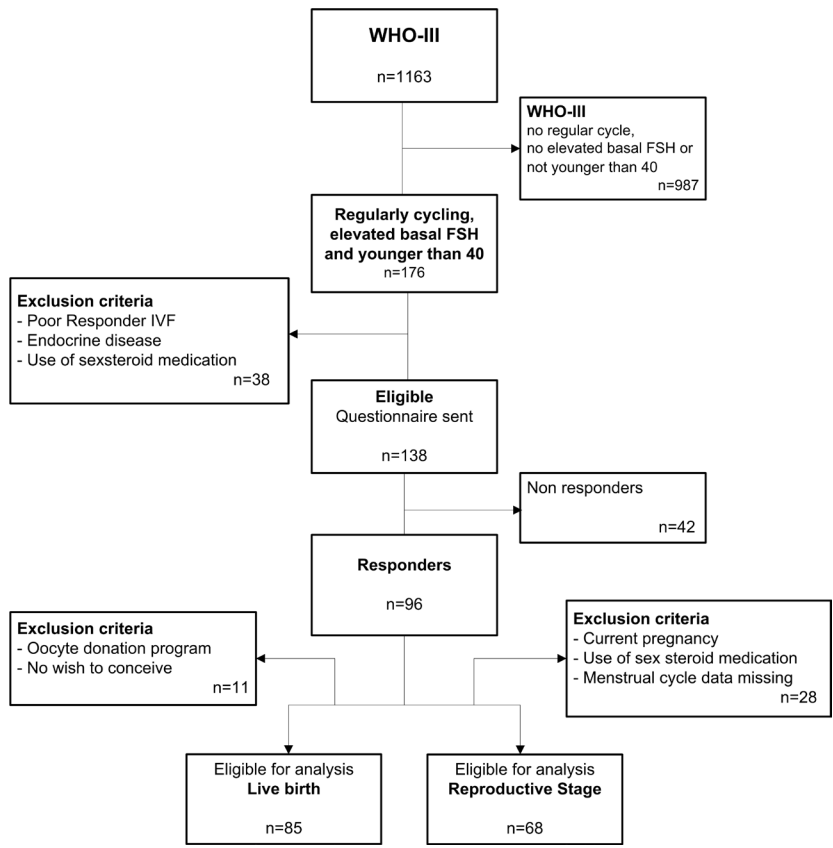 WHO-III
n=1163
WHO-III
no regular cycle,
no elevated basal FSH or
not younger than 40
n=987
Regularly cycling,
elevated basal FSH
and younger than 40
n=176
Exclusion criteria
- Poor Responder IVF
- Endocrine disease
- Use of sexsteroid medication
n=38
Eligible
Questionnaire sent
n=138
Non responders
n=42
Responders
n=96
Exclusion criteria
- Oocyte donation program
- No wish to conceive
n=11
Exclusion criteria
- Current pregnancy
- Use of sex steroid medication
- Menstrual cycle data missing
n=28
Eligible for analysis
Live birth
n=85
Eligible for analysis
Reproductive Stage
n=68